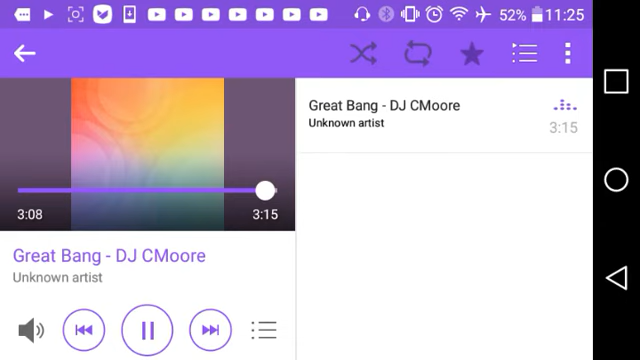 52% 11:25
Great Bang - DJ CMoore
Unknown artist
3:15
3:08 3:15
Great Bang - DJ CMoore
Unknown artist